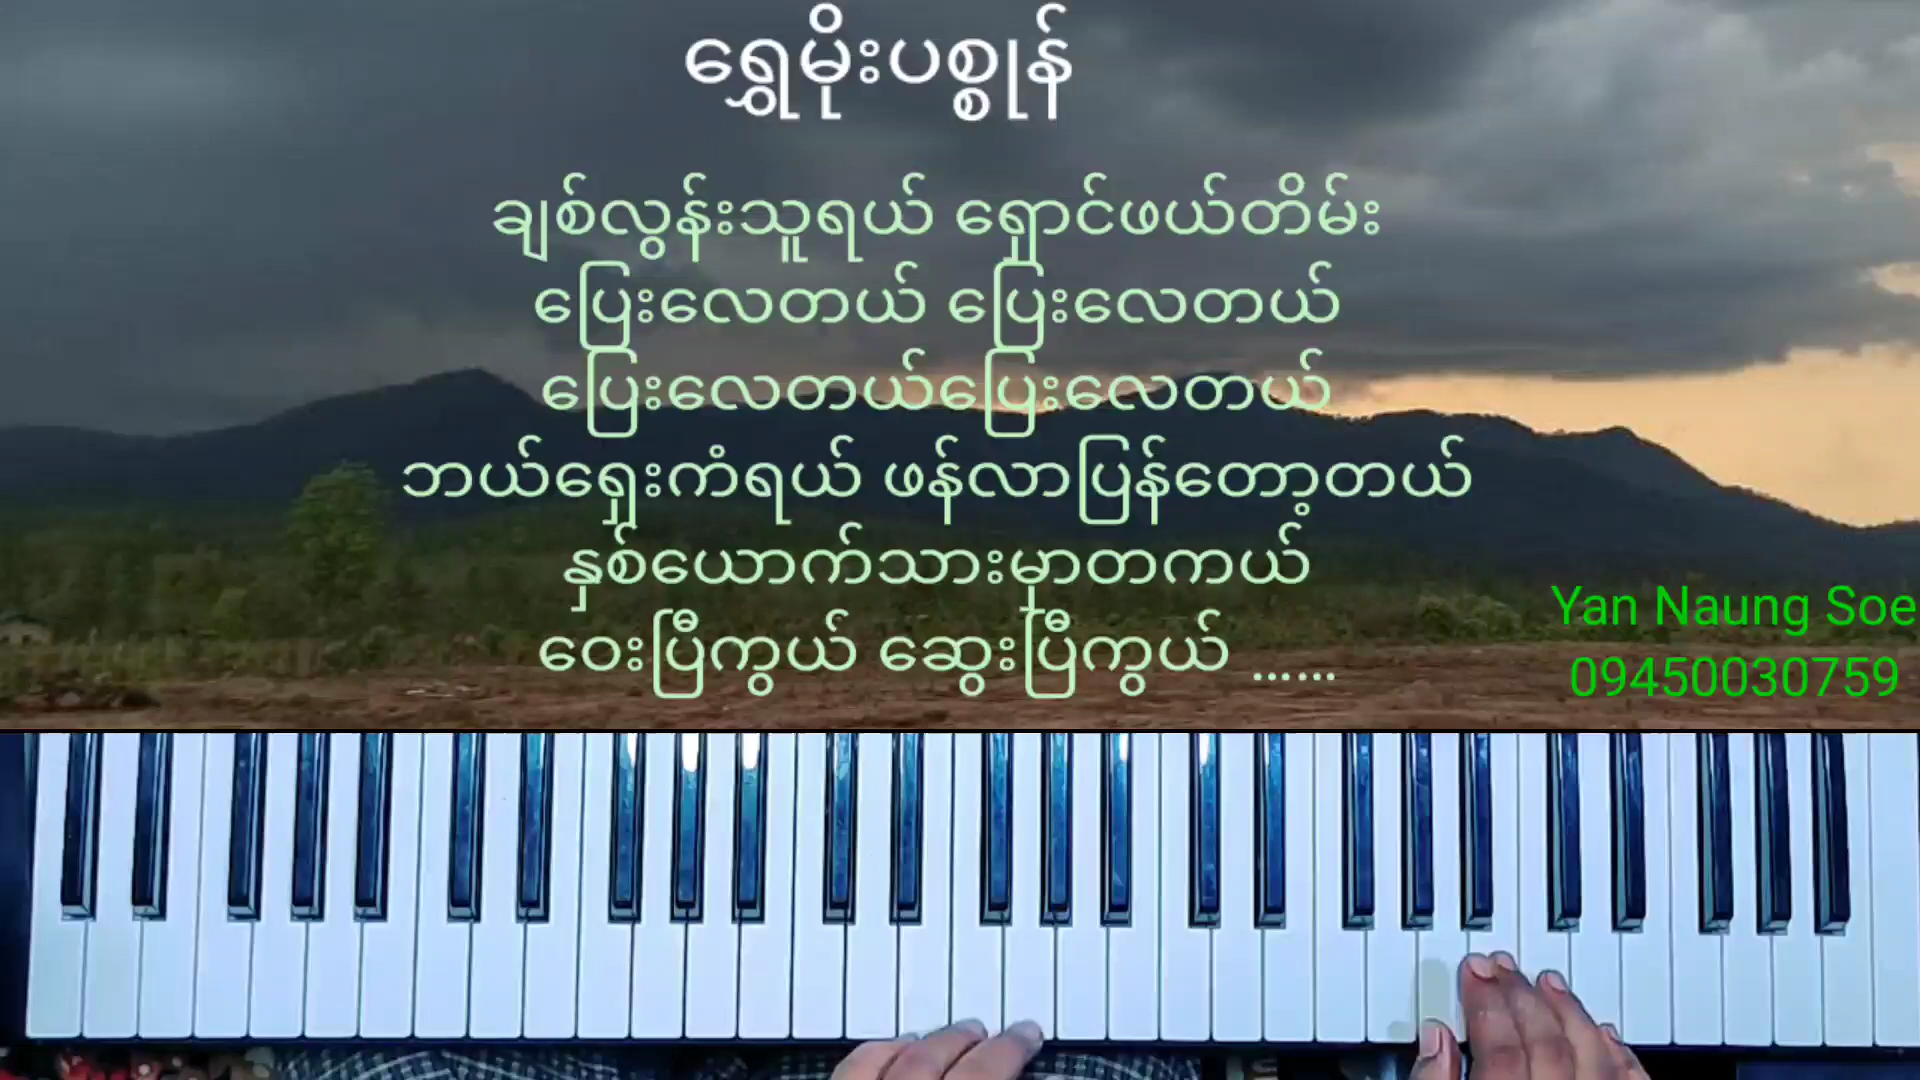 ရွှေမိုးပစ္စုန်
ချစ်လွန်းသူရယ် ရှောင်ဖယ်တိမ်း
ပြေးလေတယ် ပြေးလေတယ်
ပြေးလေတယ်ပြေးလေတယ်
ဘယ်ရှေးကံရယ် ဖန်လာပြန်တော့တယ်
နှစ်ယောက်သားမှာတကယ်
ဝေးပြီကွယ် ဆွေးပြီကွယ် ......
Yan Naung Soe
09450030759